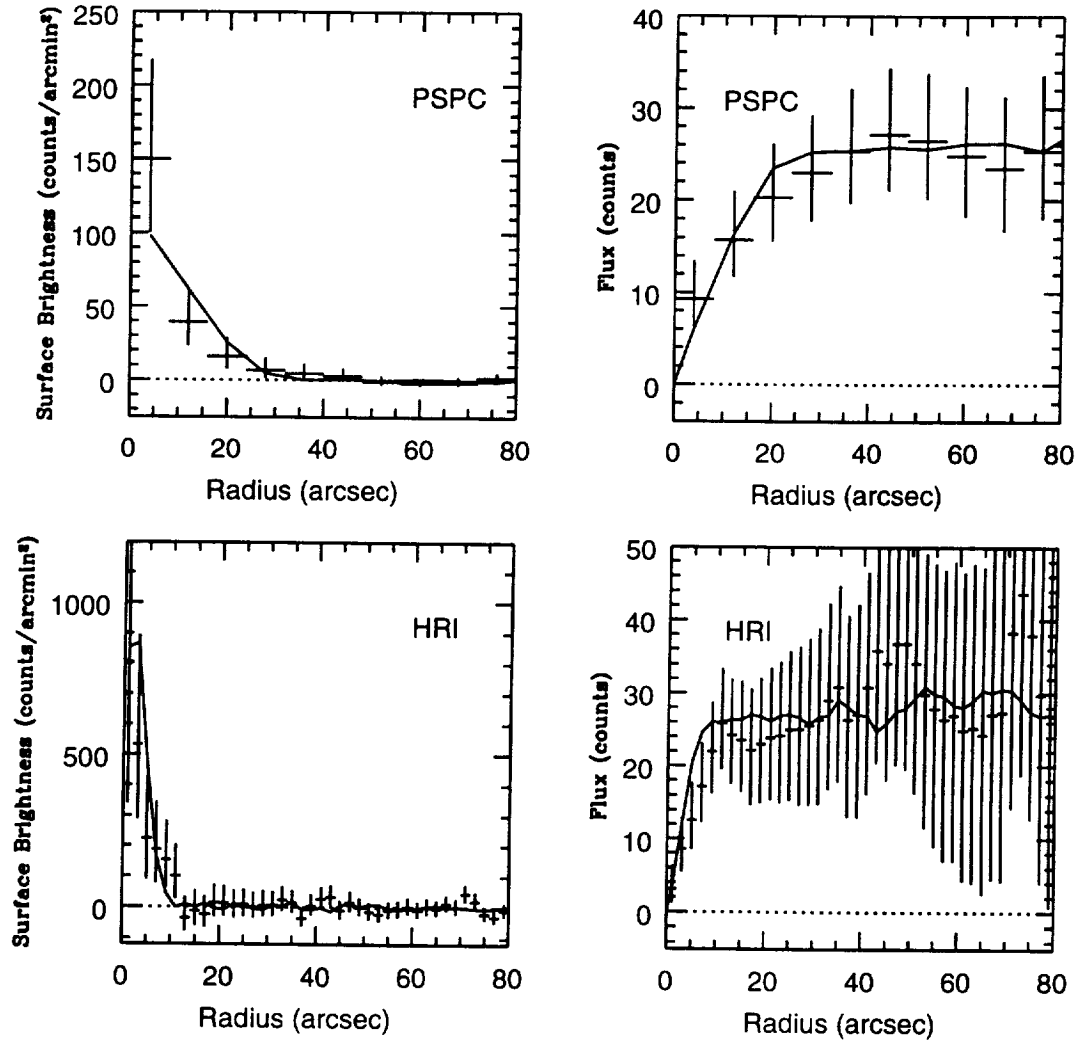 Surface Brightness (counts/arcmin²)
250
200
150
100
50
0
PSPC
0 20 40 60 80
Radius (arcsec)
Flux (counts)
40
30
20
10
0
PSPC
0 20 40 60 80
Radius (arcsec)
Surface Brightness (counts/arcmin²)
1000
500
0
HRI
0 20 40 60 80
Radius (arcsec)
Flux (counts)
50
40
30
20
10
0
HRI
0 20 40 60 80
Radius (arcsec)